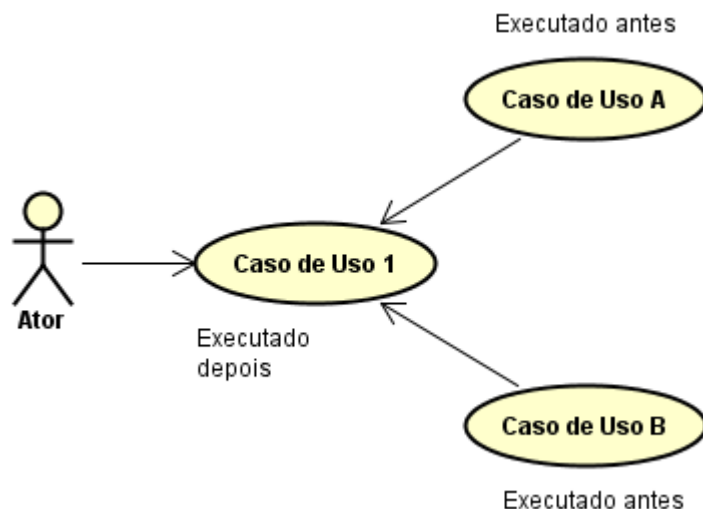 Executado antes
Caso de Uso A
Caso de Uso 1
Ator
Executado
depois
Caso de Uso B
Executado antes